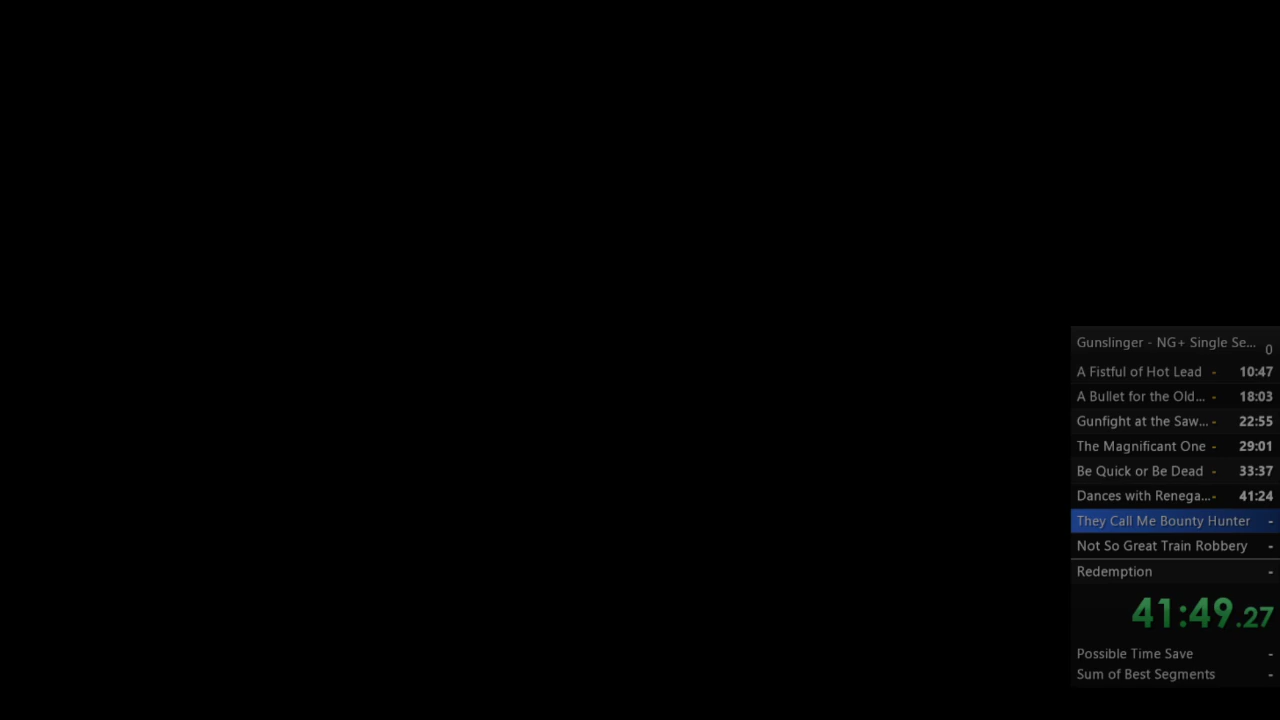 Gunslinger - NG+ Single Se...
0
A Fistful of Hot Lead - 10:47
A Bullet for the Old... - 18:03
Gunfight at the Saw... - 22:55
The Magnificant One - 29:01
Be Quick or Be Dead - 33:37
Dances with Renega... - 41:24
They Call Me Bounty Hunter -
Not So Great Train Robbery -
Redemption -
41:49.27
Possible Time Save -
Sum of Best Segments -